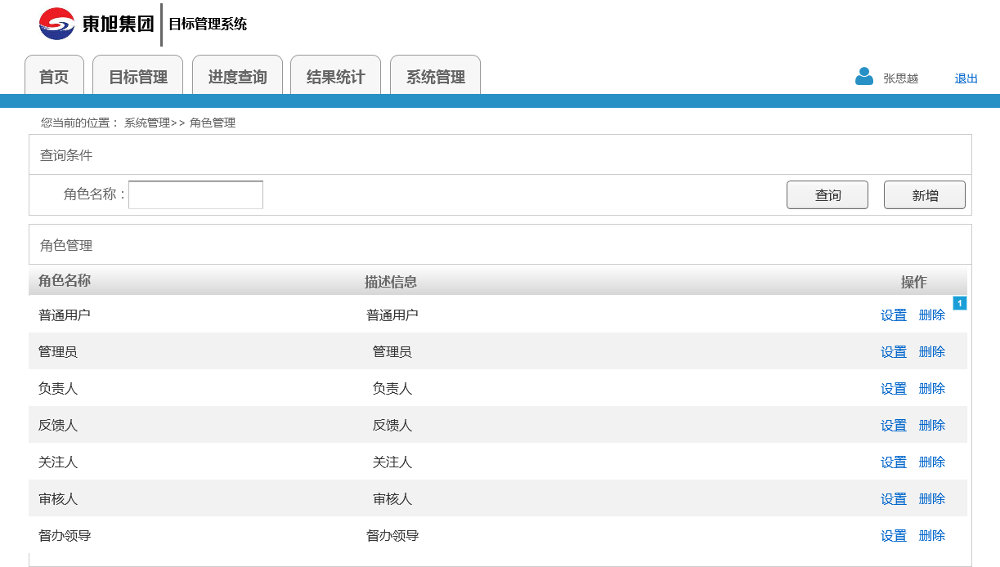 東旭集团 目标管理系统
首页 目标管理 进度查询 结果统计 系统管理 张思越 退出
您当前的位置： 系统管理>> 角色管理
查询条件
角色名称： 查询 新增
角色管理
角色名称 描述信息 操作
1
普通用户 普通用户 设置 删除
管理员 管理员 设置 删除
负责人 负责人 设置 删除
反馈人 反馈人 设置 删除
关注人 关注人 设置 删除
审核人 审核人 设置 删除
督办领导 督办领导 设置 删除